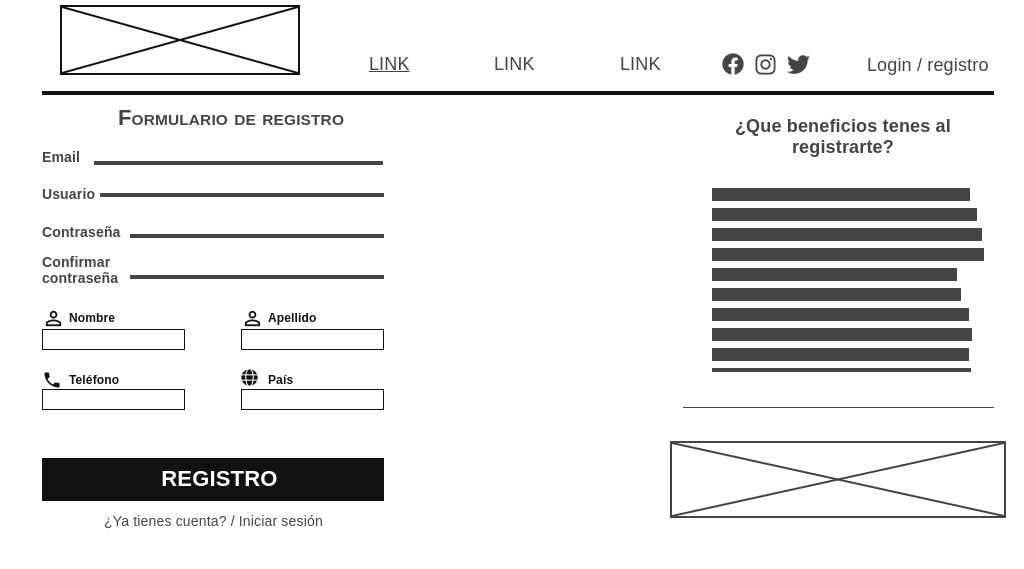 LINK
LINK
LINK
Login / registro
Formulario de registro
Email
Usuario
Contraseña
Confirmar
contraseña
Nombre
Apellido
Teléfono
País
REGISTRO
¿Ya tienes cuenta? / Iniciar sesión
¿Que beneficios tenes al
registrarte?